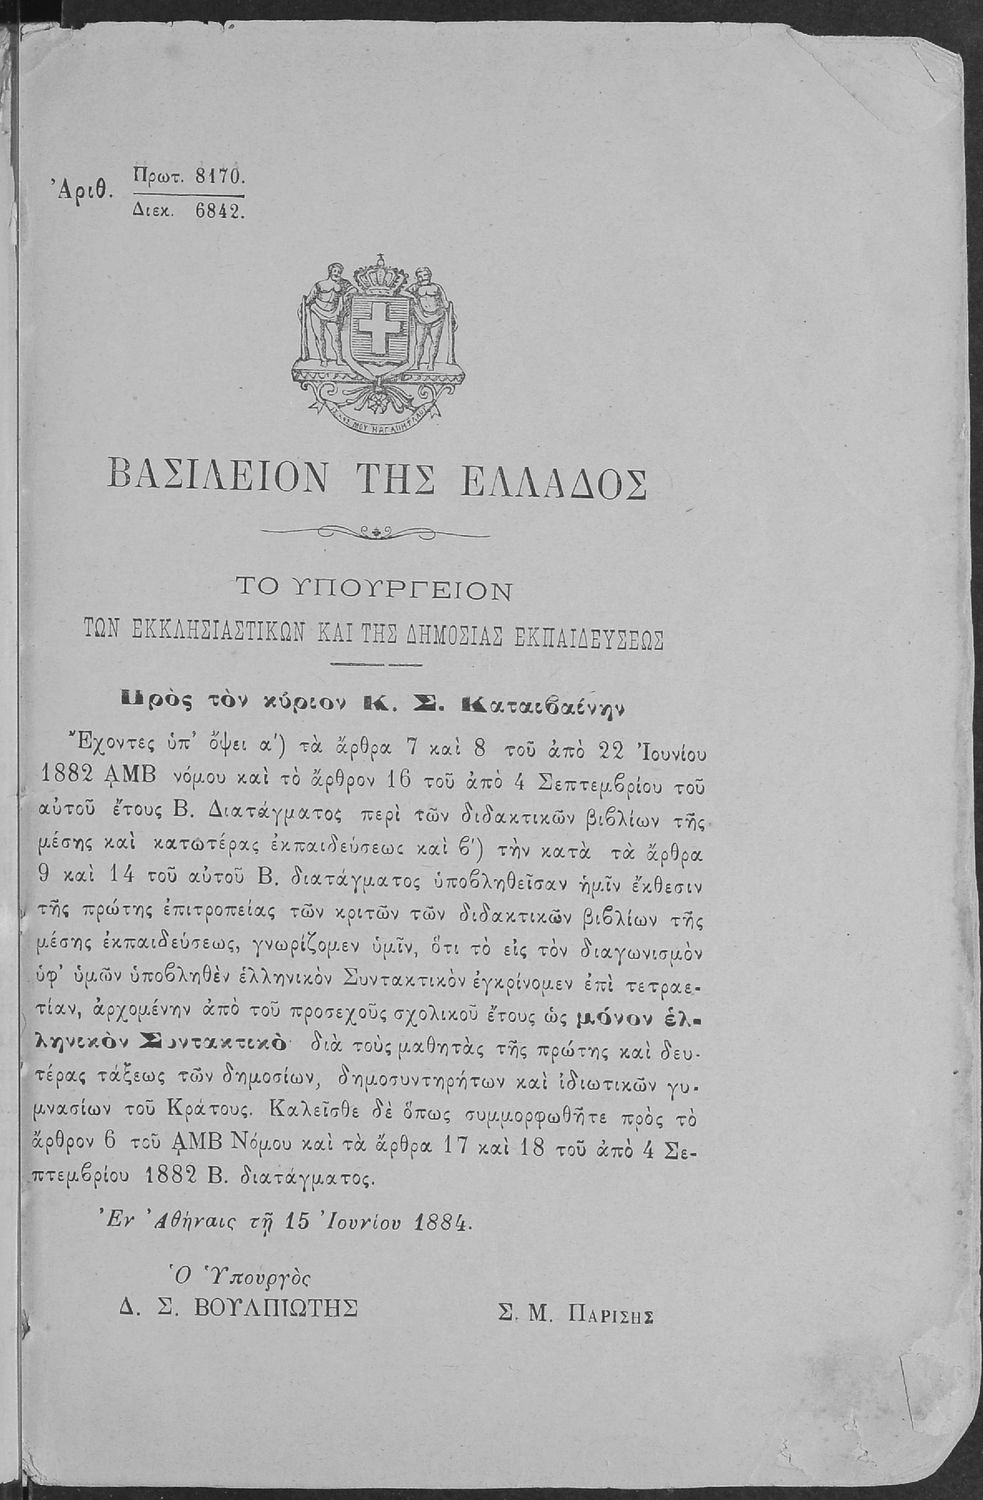 Ἀριθ. Πρωτ. 8170.
Διεκ. 6842.
ΒΑΣΙΛΕΙΟΝ ΤΗΣ ΕΛΛΑΔΟΣ
ΤΟ ΥΠΟΥΡΓΕΙΟΝ
ΤΩΝ ΕΚΚΛΗΣΙΑΣΤΙΚΩΝ ΚΑΙ ΤΗΣ ΔΗΜΟΣΙΑΣ ΕΚΠΑΙΔΕΥΣΕΩΣ
Πρὸς τὸν κύριον Κ. Σ. Καταιβαίνην
Ἔχοντες ὑπ' ὄψει α') τὰ ἄρθρα 7 καὶ 8 τοῦ ἀπὸ 22 Ἰουνίου
1882 ͵ΑΜΒ νόμου καὶ τὸ ἄρθρον 16 τοῦ ἀπὸ 4 Σεπτεμβρίου τοῦ
αὐτοῦ ἔτους Β. Διατάγματος περὶ τῶν διδακτικῶν βιβλίων τῆς
μέσης καὶ κατωτέρας ἐκπαιδεύσεως καὶ β') τὴν κατὰ τὰ ἄρθρα
9 καὶ 14 τοῦ αὐτοῦ Β. διατάγματος ὑποβληθεῖσαν ἡμῖν ἔκθεσιν
τῆς πρώτης ἐπιτροπείας τῶν κριτῶν τῶν διδακτικῶν βιβλίων τῆς
μέσης ἐκπαιδεύσεως, γνωρίζομεν ὑμῖν, ὅτι τὸ εἰς τὸν διαγωνισμὸν
ὑφ' ὑμῶν ὑποβληθὲν ἑλληνικὸν Συντακτικὸν ἐγκρίνομεν ἐπὶ τετραε-
τίαν, ἀρχομένην ἀπὸ τοῦ προσεχοῦς σχολικοῦ ἔτους ὡς μόνον ἑλ-
ληνικὸν Συντακτικὸ διὰ τοὺς μαθητὰς τῆς πρώτης καὶ δευ-
τέρας τάξεως τῶν δημοσίων, δημοσυντηρήτων καὶ ἰδιωτικῶν γυ-
μνασίων τοῦ Κράτους. Καλεῖσθε δὲ ὅπως συμμορφωθῆτε πρὸς τὸ
ἄρθρον 6 τοῦ ͵ΑΜΒ Νόμου καὶ τὰ ἄρθρα 17 καὶ 18 τοῦ ἀπὸ 4 Σε-
πτεμβρίου 1882 Β. διατάγματος.
Ἐν Ἀθήναις τῇ 15 Ἰουνίου 1884.
Ὁ Ὑπουργὸς
Δ. Σ. ΒΟΥΛΠΙΩΤΗΣ
Σ. Μ. ΠΑΡΙΣΗΣ